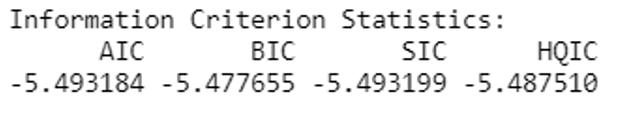 Information Criterion Statistics:
AIC BIC SIC HQIC
-5.493184 -5.477655 -5.493199 -5.487510